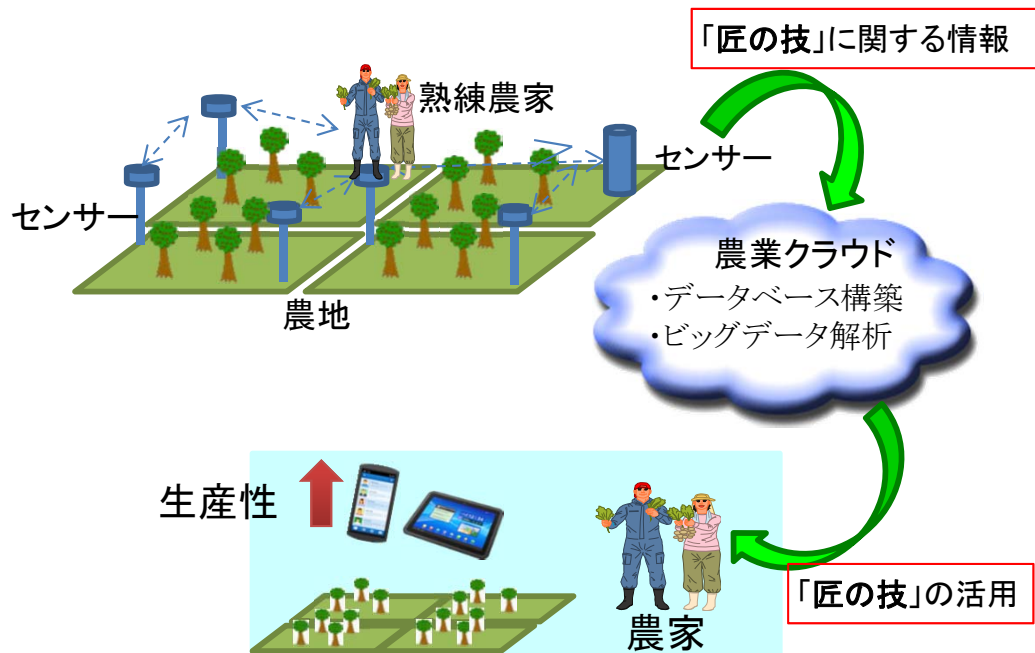 「匠の技」に関する情報
熟練農家
センサー
センサー
農地
農業クラウド
・データベース構築
・ビッグデータ解析
生産性
「匠の技」の活用
農家